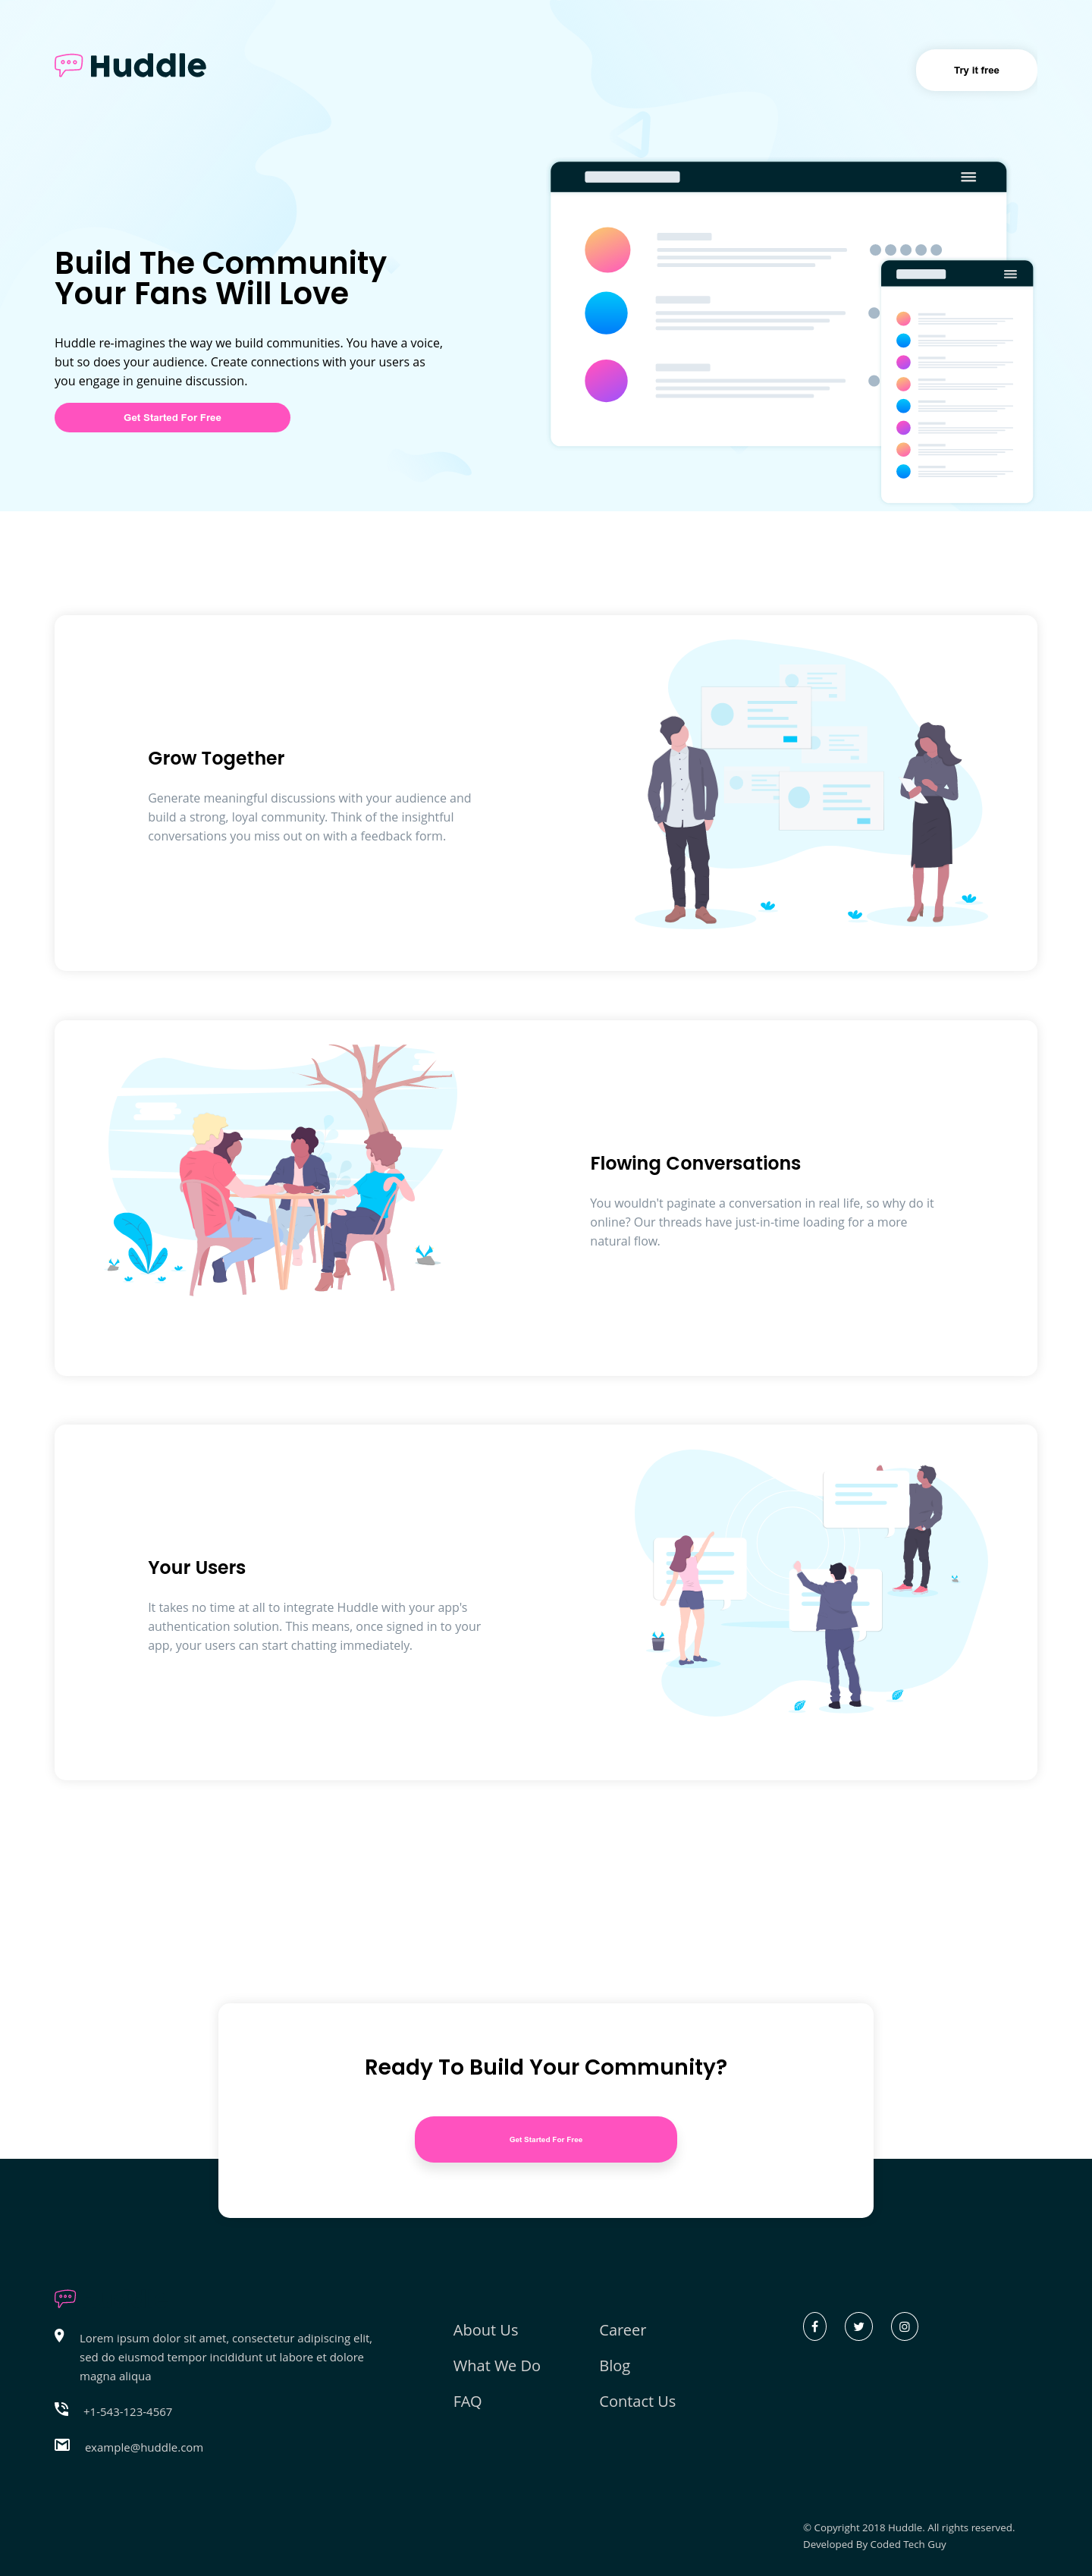 Huddle
Try it free
Build The Community
Your Fans Will Love
Huddle re-imagines the way we build communities. You have a voice,
but so does your audience. Create connections with your users as
you engage in genuine discussion.
Get Started For Free
Grow Together
Generate meaningful discussions with your audience and
build a strong, loyal community. Think of the insightful
conversations you miss out on with a feedback form.
Flowing Conversations
You wouldn't paginate a conversation in real life, so why do it
online? Our threads have just-in-time loading for a more
natural flow.
Your Users
It takes no time at all to integrate Huddle with your app's
authentication solution. This means, once signed in to your
app, your users can start chatting immediately.
Ready To Build Your Community?
Get Started For Free
Lorem ipsum dolor sit amet, consectetur adipiscing elit,
sed do eiusmod tempor incididunt ut labore et dolore
magna aliqua
+1-543-123-4567
example@huddle.com
About Us
What We Do
FAQ
Career
Blog
Contact Us
© Copyright 2018 Huddle. All rights reserved.
Developed By Coded Tech Guy